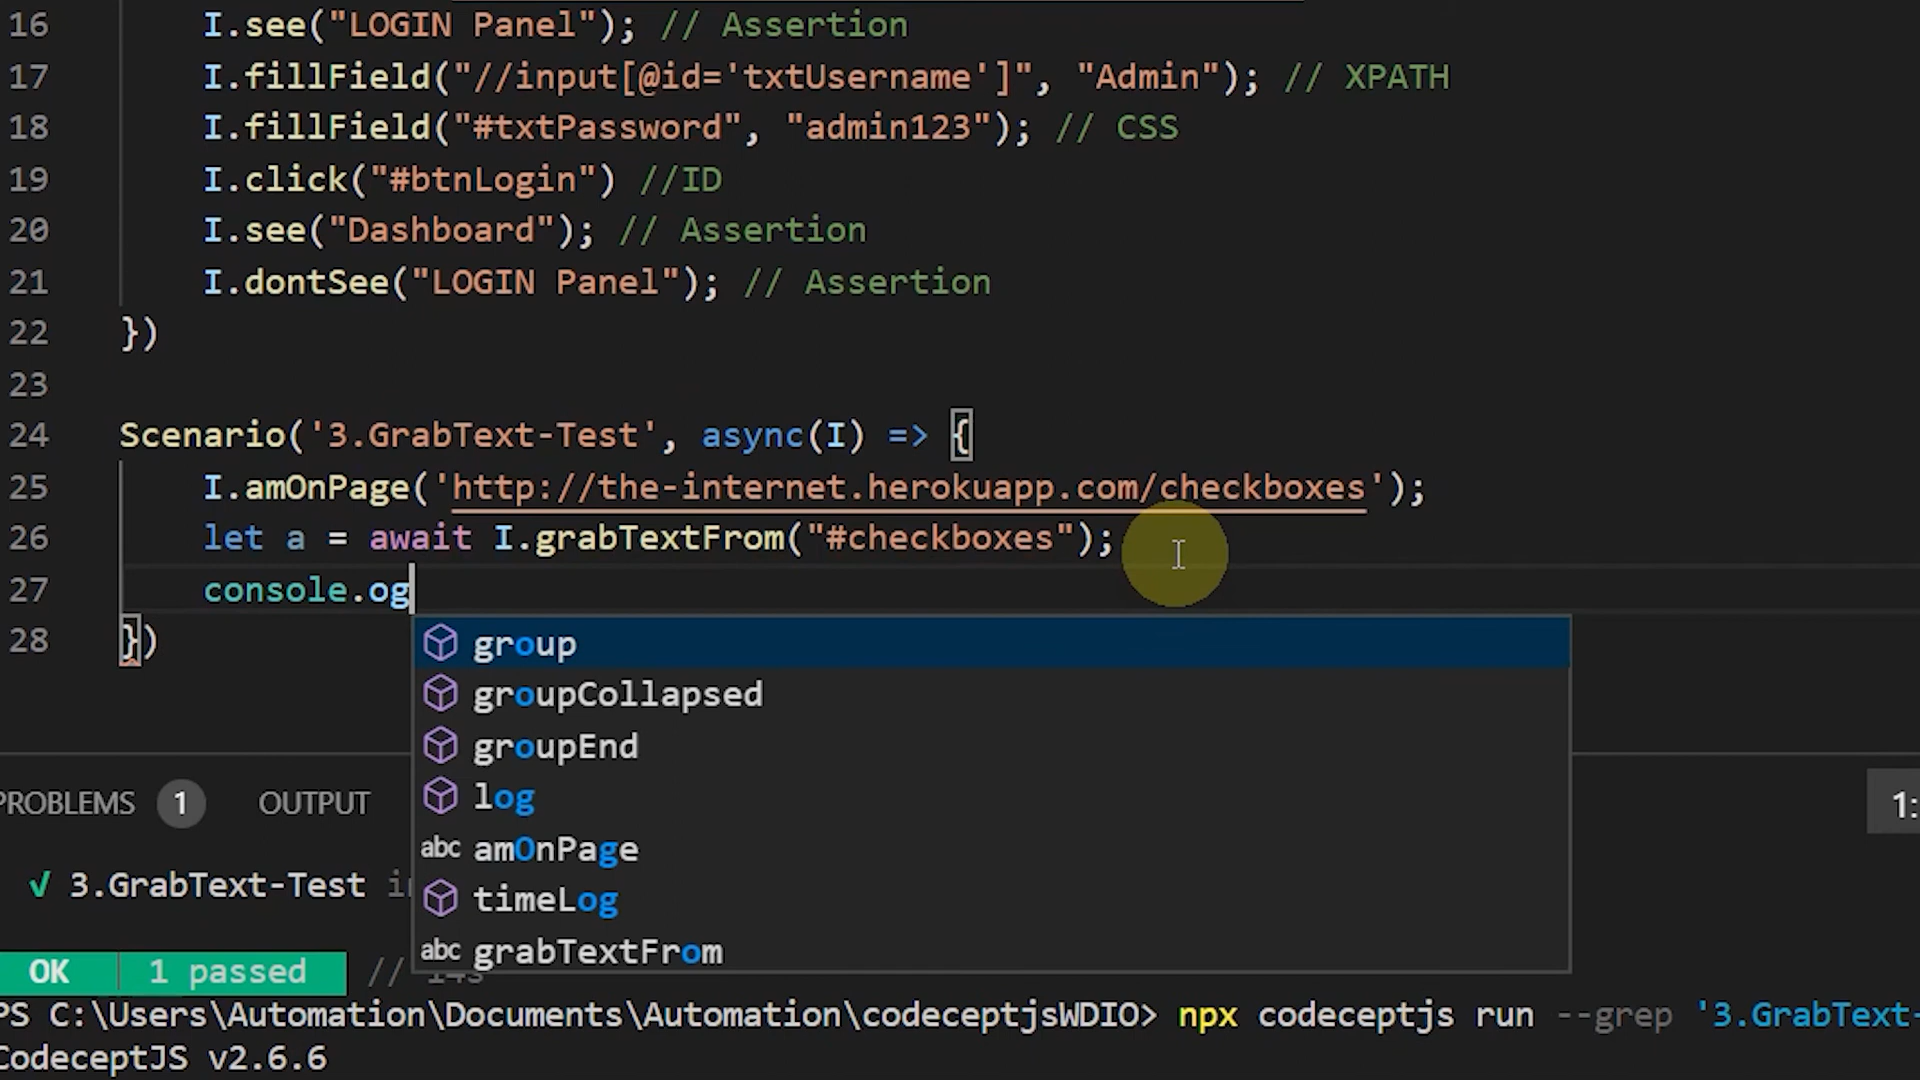 16 I.see("LOGIN Panel"); // Assertion
17 I.fillField("//input[@id='txtUsername']", "Admin"); // XPATH
18 I.fillField("#txtPassword", "admin123"); // CSS
19 I.click("#btnLogin") //ID
20 I.see("Dashboard"); // Assertion
21 I.dontSee("LOGIN Panel"); // Assertion
22 })
23
24 Scenario('3.GrabText-Test', async(I) => {
25 I.amOnPage('http://the-internet.herokuapp.com/checkboxes');
26 let a = await I.grabTextFrom("#checkboxes");
27 console.og
28 })
group
groupCollapsed
groupEnd
log
abc amOnPage
timeLog
abc grabTextFrom
PROBLEMS 1 OUTPUT 1:
√ 3.GrabText-Test in
OK 1 passed // 14s
PS C:\Users\Automation\Documents\Automation\codeceptjsWDIO> npx codeceptjs run --grep '3.GrabText-
CodeceptJS v2.6.6